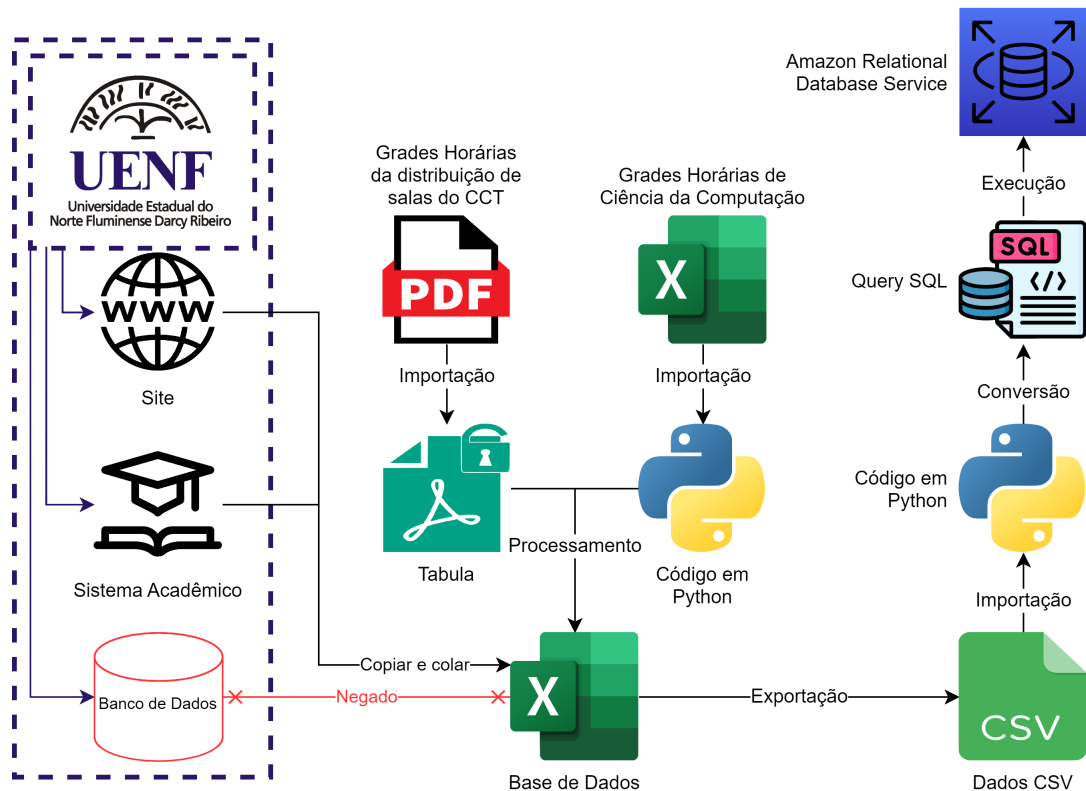 UENF
Universidade Estadual do
Norte Fluminense Darcy Ribeiro
WWW
Site
Sistema Acadêmico
Banco de Dados
Grades Horárias
da distribuição de
salas do CCT
PDF
Importação
Tabula
Grades Horárias de
Ciência da Computação
X
Importação
Código em
Python
Processamento
Copiar e colar
Negado
X
Base de Dados
Exportação
CSV
Dados CSV
Importação
Código em
Python
Conversão
Query SQL
SQL
</>
Execução
Amazon Relational
Database Service